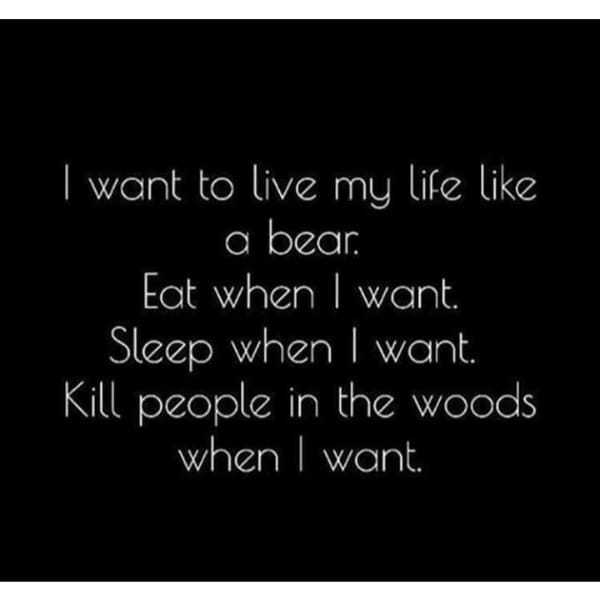 I want to live my life like
a bear.
Eat when I want.
Sleep when I want.
Kill people in the woods
when I want.